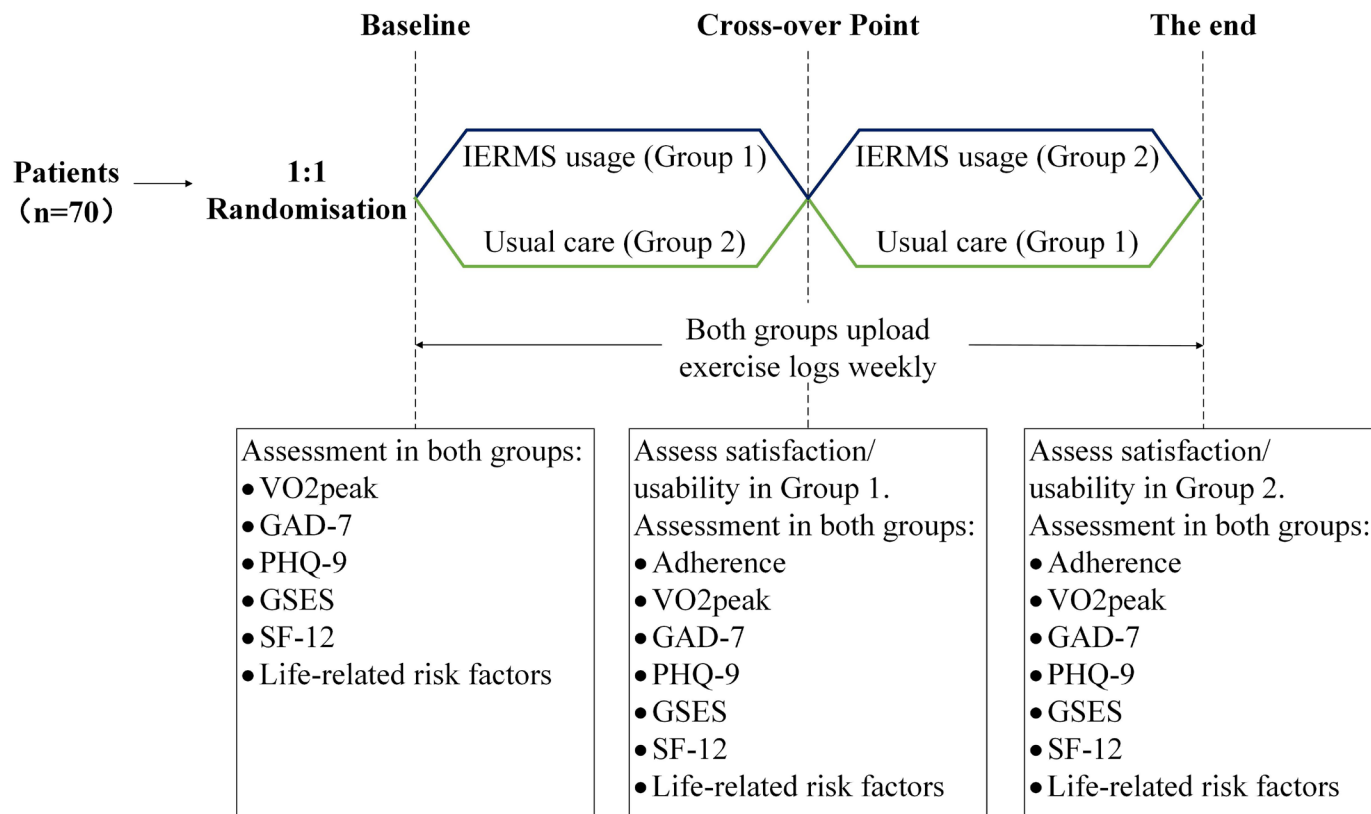 Baseline
Cross-over Point
The end
Patients
（n=70）
1:1
Randomisation
IERMS usage (Group 1)
Usual care (Group 2)
IERMS usage (Group 2)
Usual care (Group 1)
Both groups upload
exercise logs weekly
Assessment in both groups:
●VO2peak
●GAD-7
●PHQ-9
●GSES
●SF-12
●Life-related risk factors
Assess satisfaction/
usability in Group 1.
Assessment in both groups:
●Adherence
●VO2peak
●GAD-7
●PHQ-9
●GSES
●SF-12
●Life-related risk factors
Assess satisfaction/
usability in Group 2.
Assessment in both groups:
●Adherence
●VO2peak
●GAD-7
●PHQ-9
●GSES
●SF-12
●Life-related risk factors